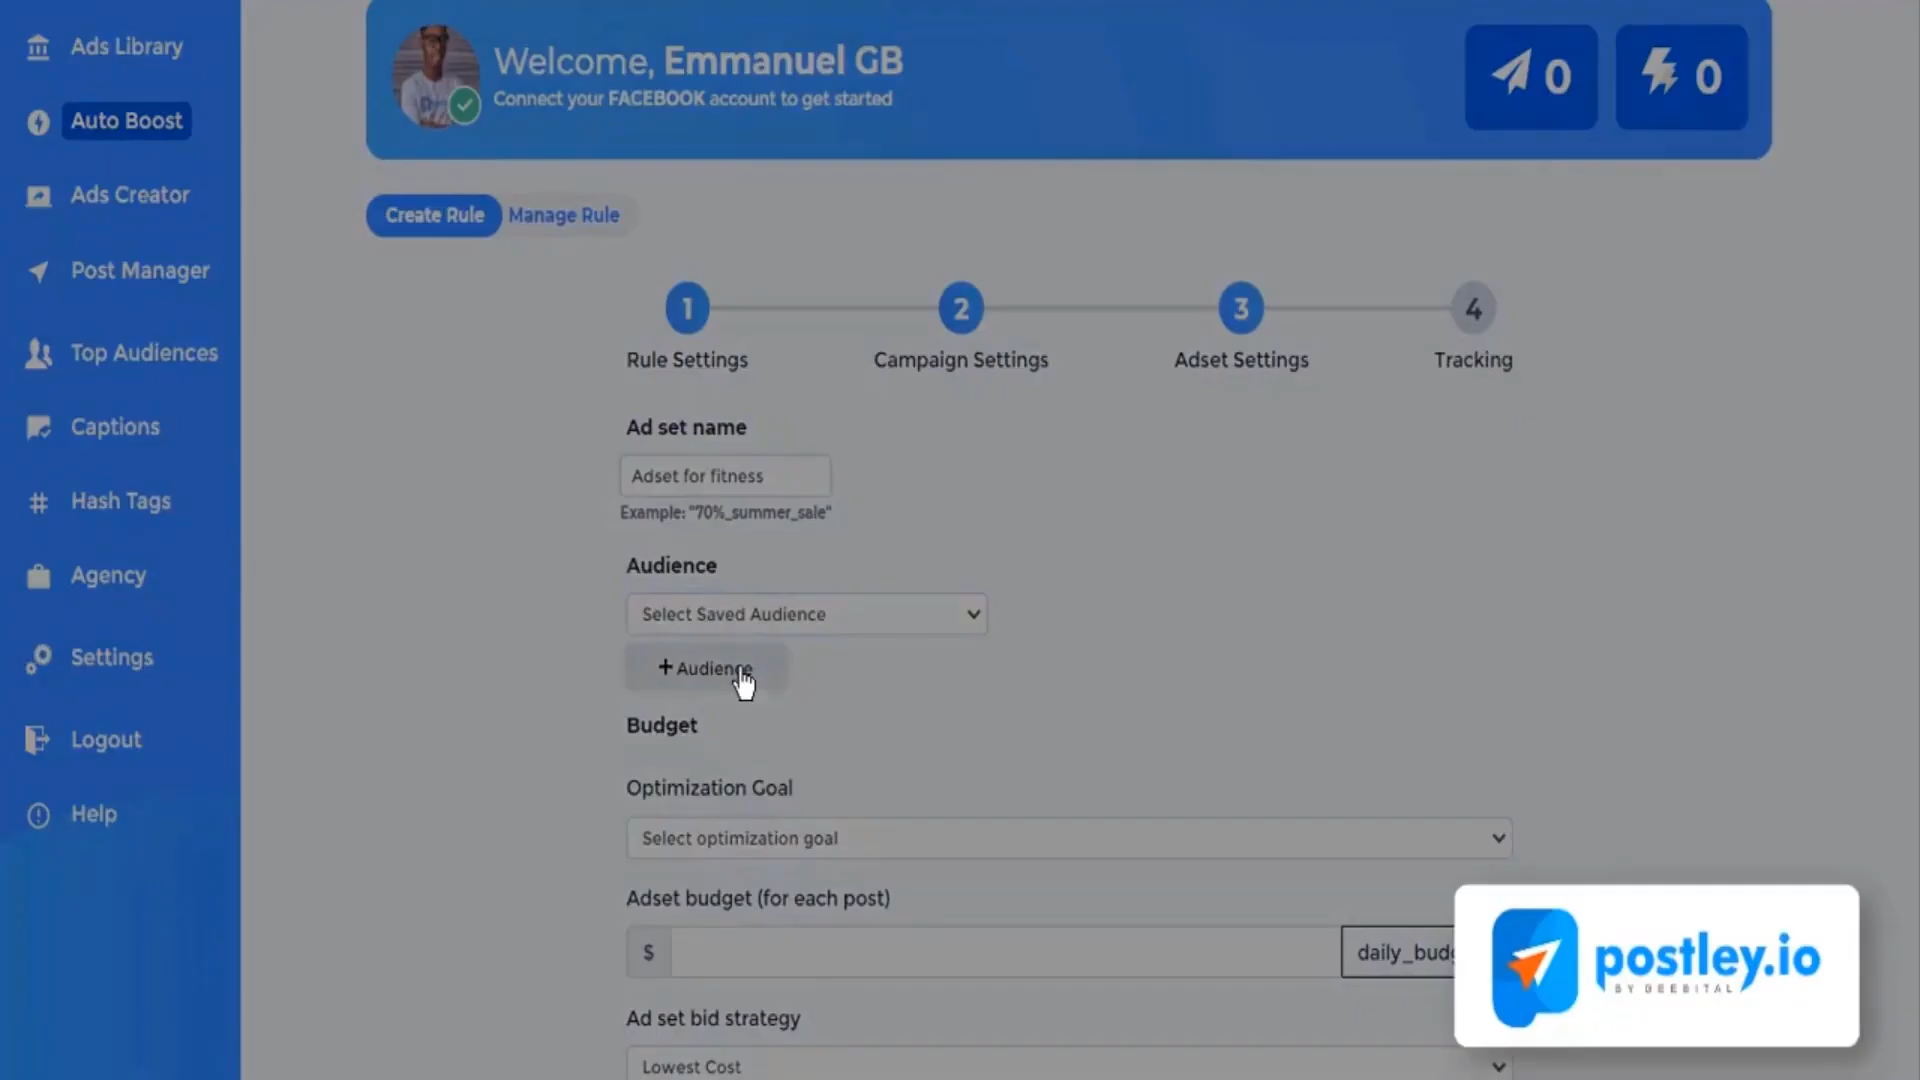 Ads Library
Auto Boost
Ads Creator
Post Manager
Top Audiences
Captions
# Hash Tags
Agency
Settings
Logout
Help
Welcome, Emmanuel GB
Connect your FACEBOOK account to get started
0
0
Create Rule
Manage Rule
1
2
3
4
Rule Settings
Campaign Settings
Adset Settings
Tracking
Ad set name
Adset for fitness
Example: "70%_summer_sale"
Audience
Select Saved Audience
+ Audience
Budget
Optimization Goal
Select optimization goal
Adset budget (for each post)
$
daily_budg
Ad set bid strategy
Lowest Cost
postley.io
BY DEEBITAL